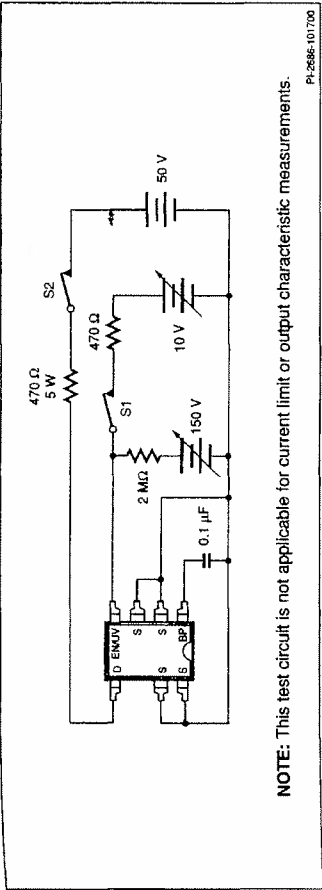 470 Ω
5 W
S2
470 Ω
S1
50 V
10 V
2 MΩ
150 V
D EN/UV
S
S S
S BP
0.1 µF
NOTE: This test circuit is not applicable for current limit or output characteristic measurements.
PI-2686-101700